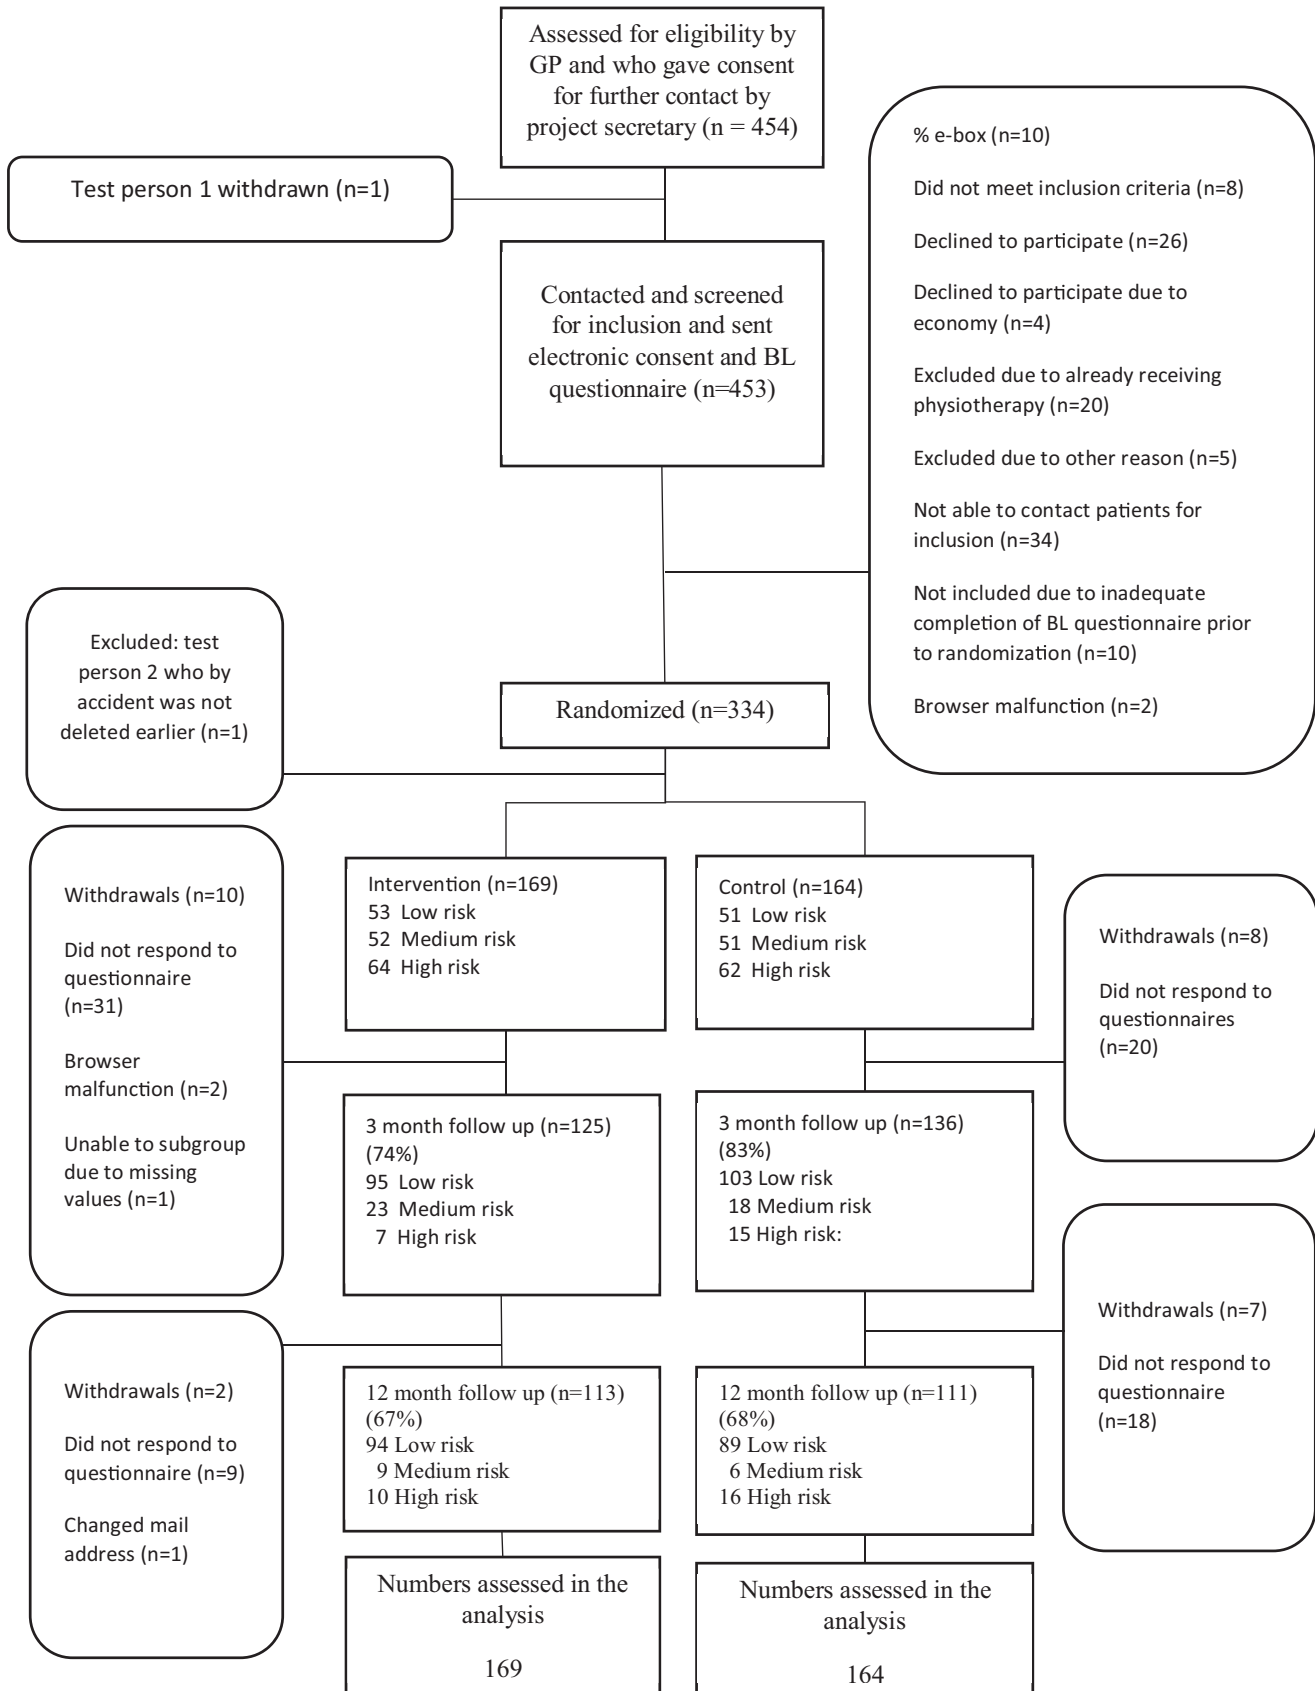 Assessed for eligibility by
GP and who gave consent
for further contact by
project secretary (n = 454)
Test person 1 withdrawn (n=1)
Contacted and screened
for inclusion and sent
electronic consent and BL
questionnaire (n=453)
% e-box (n=10)
Did not meet inclusion criteria (n=8)
Declined to participate (n=26)
Declined to participate due to
economy (n=4)
Excluded due to already receiving
physiotherapy (n=20)
Excluded due to other reason (n=5)
Not able to contact patients for
inclusion (n=34)
Not included due to inadequate
completion of BL questionnaire prior
to randomization (n=10)
Browser malfunction (n=2)
Randomized (n=334)
Excluded: test
person 2 who by
accident was not
deleted earlier (n=1)
Intervention (n=169)
53 Low risk
52 Medium risk
64 High risk
Control (n=164)
51 Low risk
51 Medium risk
62 High risk
Withdrawals (n=10)
Did not respond to
questionnaire
(n=31)
Browser
malfunction (n=2)
Unable to subgroup
due to missing
values (n=1)
Withdrawals (n=8)
Did not respond to
questionnaires
(n=20)
3 month follow up (n=125)
(74%)
95 Low risk
23 Medium risk
7 High risk
3 month follow up (n=136)
(83%)
103 Low risk
18 Medium risk
15 High risk:
Withdrawals (n=2)
Did not respond to
questionnaire (n=9)
Changed mail
address (n=1)
Withdrawals (n=7)
Did not respond to
questionnaire
(n=18)
12 month follow up (n=113)
(67%)
94 Low risk
9 Medium risk
10 High risk
12 month follow up (n=111)
(68%)
89 Low risk
6 Medium risk
16 High risk
Numbers assessed in the
analysis
169
Numbers assessed in the
analysis
164